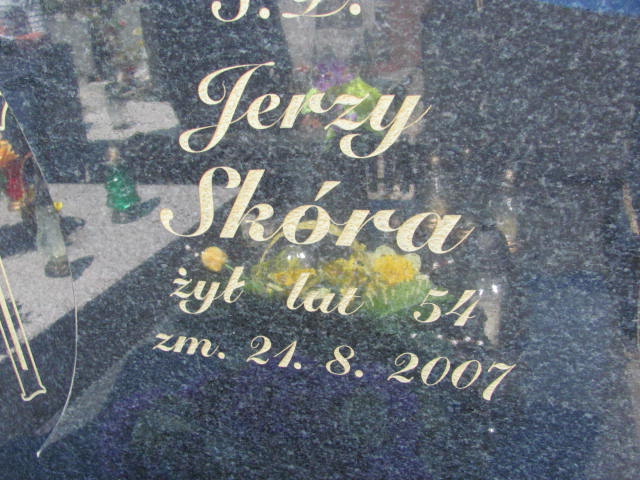 Ś.P.
Jerzy
Skóra
żył lat 54
zm. 21. 8. 2007